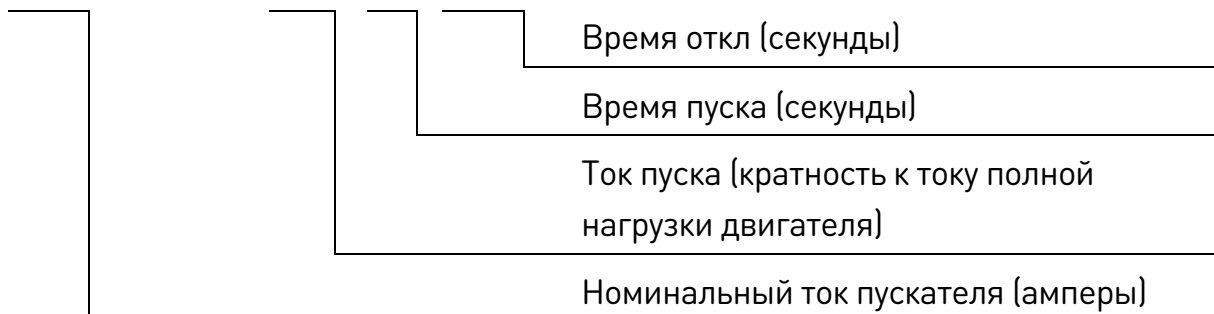 Время откл (секунды)
Время пуска (секунды)
Ток пуска (кратность к току полной
нагрузки двигателя)
Номинальный ток пускателя (амперы)